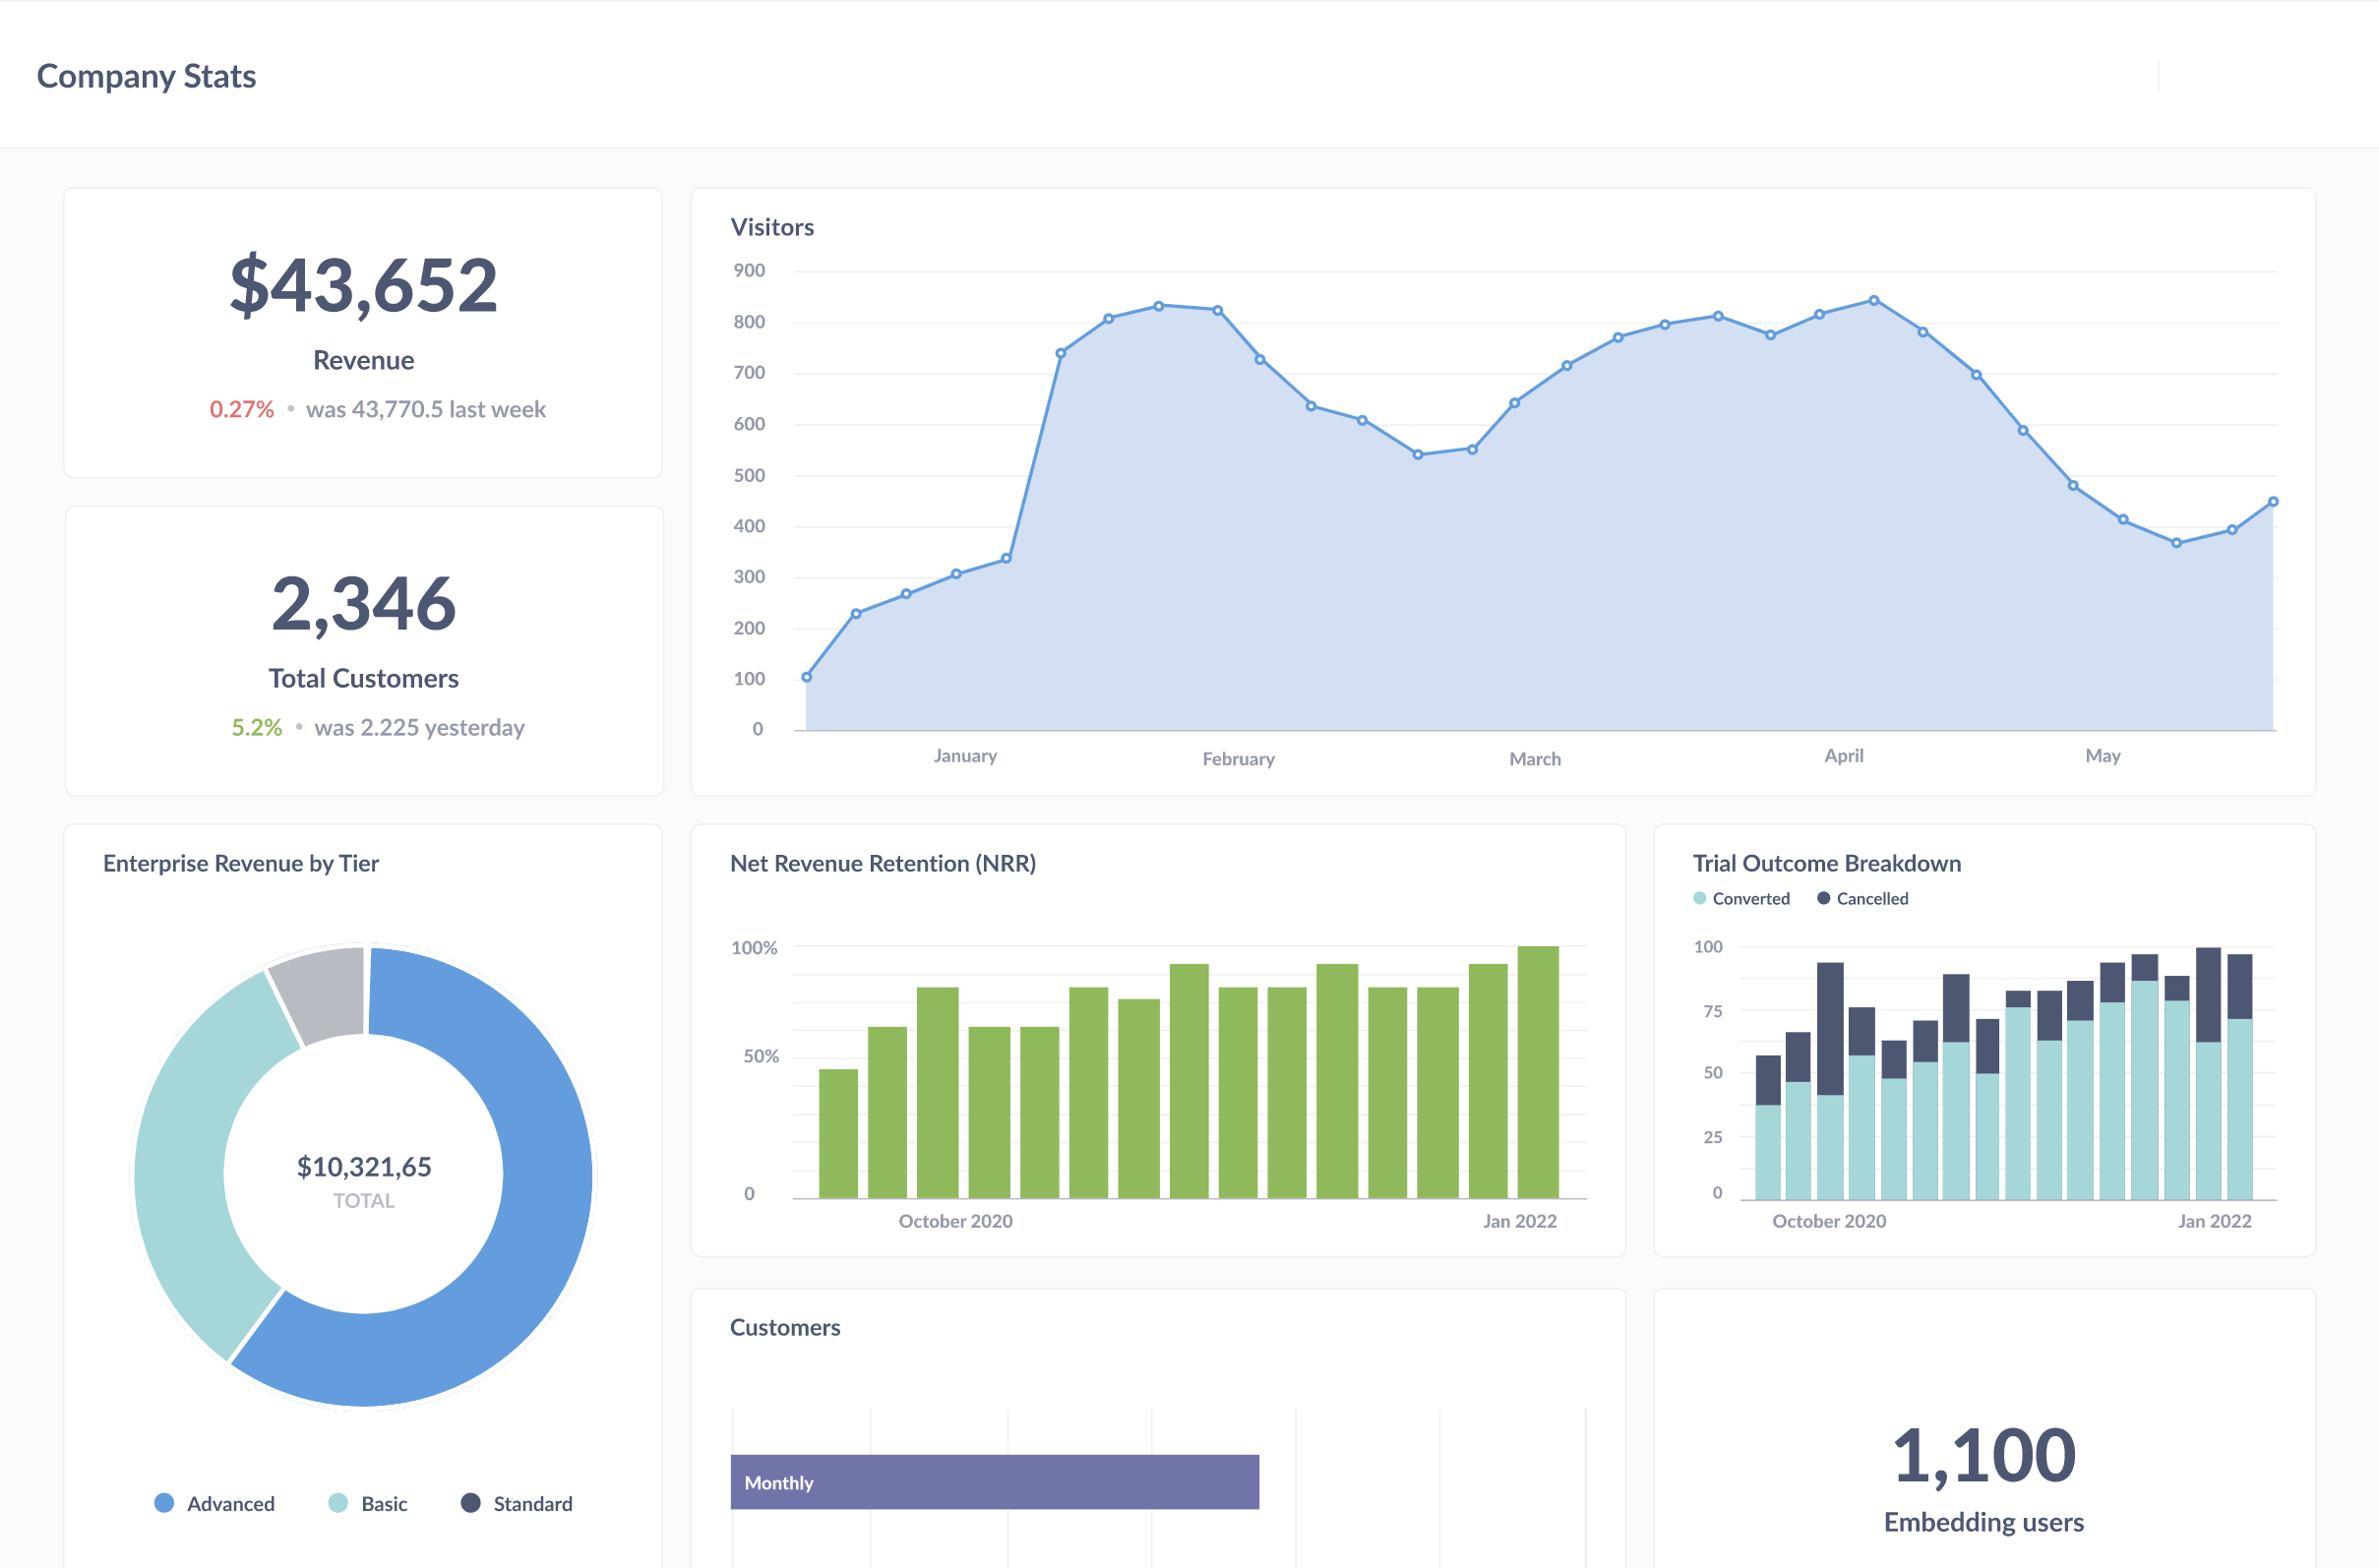 Company Stats
$43,652
Revenue
0.27% • was 43,770.5 last week
2,346
Total Customers
5.2% • was 2.225 yesterday
Visitors
900
800
700
600
500
400
300
200
100
0
January February March April May
Enterprise Revenue by Tier
$10,321,65
TOTAL
Advanced Basic Standard
Net Revenue Retention (NRR)
100%
50%
0
October 2020 Jan 2022
Trial Outcome Breakdown
Converted Cancelled
100
75
50
25
0
October 2020 Jan 2022
Customers
Monthly
1,100
Embedding users